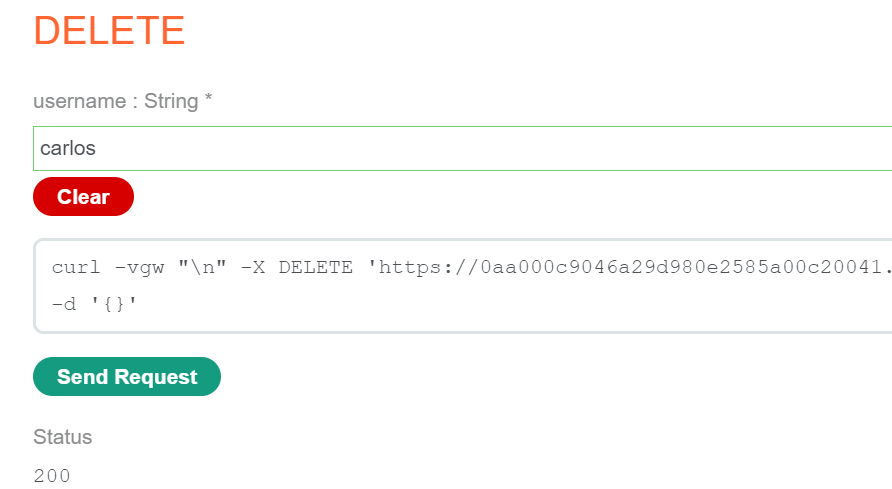 DELETE
username : String *
carlos
Clear
curl -vgw "\n" -X DELETE 'https://0aa000c9046a29d980e2585a00c20041.
-d '{}'
Send Request
Status
200